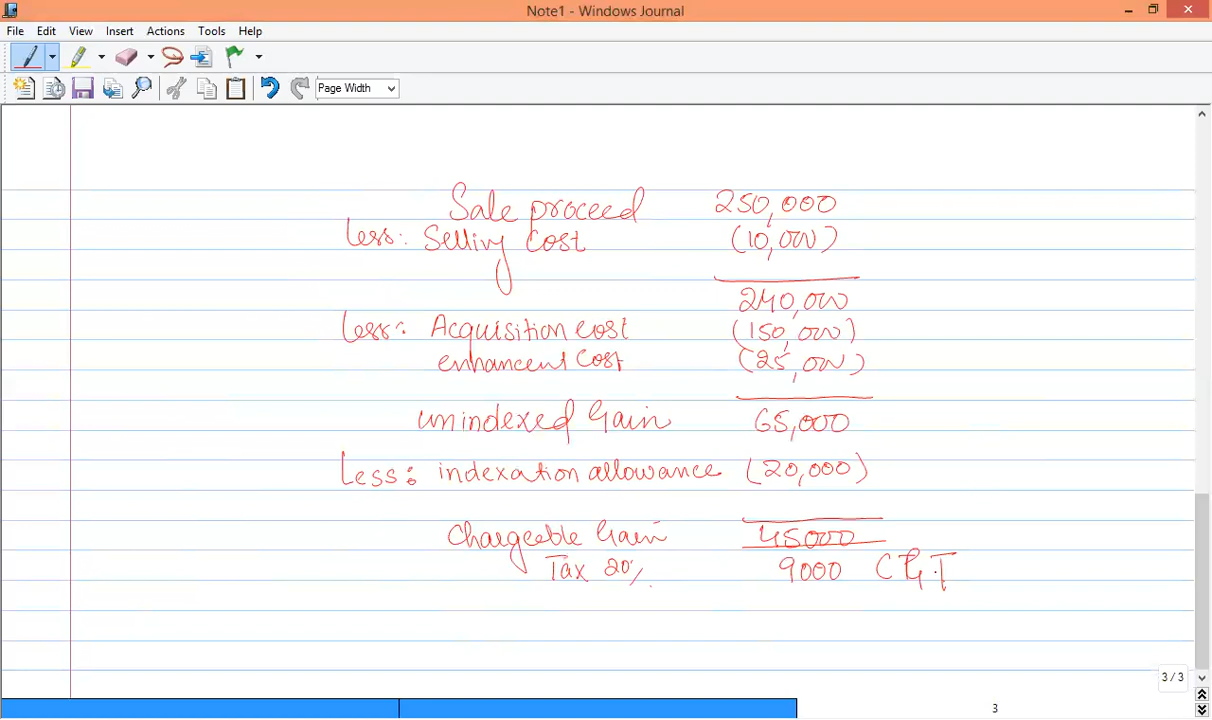 Note1 - Windows Journal
File Edit View Insert Actions Tools Help
Page Width
Sale proceed 250,000
Less: Selling Cost (10,000)
240,000
Less: Acquisition cost (150,000)
enhancent Cost (25,000)
unindexed Gain 65,000
Less: indexation allowance (20,000)
Chargeable Gain 45000
Tax 20% 9000 C.G.T
3 / 3
3